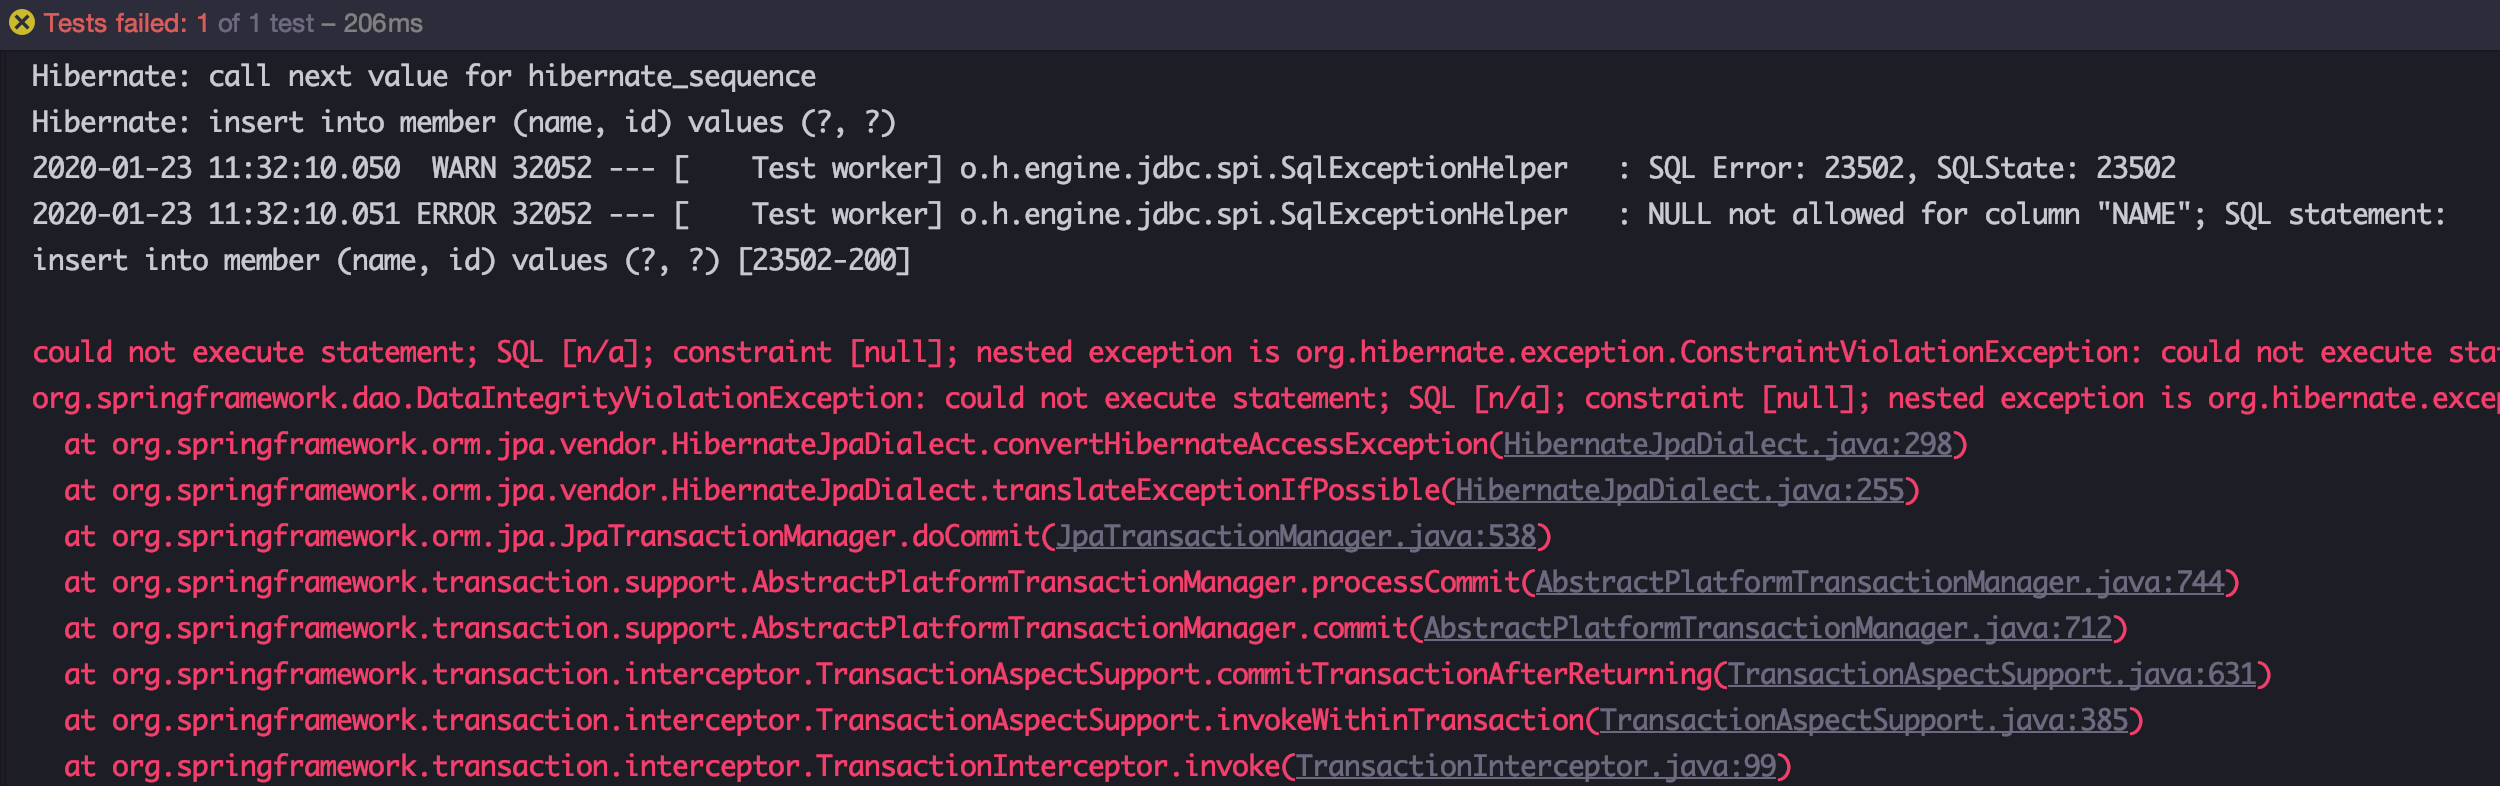 Tests failed: 1 of 1 test – 206ms
Hibernate: call next value for hibernate_sequence
Hibernate: insert into member (name, id) values (?, ?)
2020-01-23 11:32:10.050  WARN 32052 --- [    Test worker] o.h.engine.jdbc.spi.SqlExceptionHelper   : SQL Error: 23502, SQLState: 23502
2020-01-23 11:32:10.051 ERROR 32052 --- [    Test worker] o.h.engine.jdbc.spi.SqlExceptionHelper   : NULL not allowed for column "NAME"; SQL statement:
insert into member (name, id) values (?, ?) [23502-200]
could not execute statement; SQL [n/a]; constraint [null]; nested exception is org.hibernate.exception.ConstraintViolationException: could not execute sta
org.springframework.dao.DataIntegrityViolationException: could not execute statement; SQL [n/a]; constraint [null]; nested exception is org.hibernate.excep
at org.springframework.orm.jpa.vendor.HibernateJpaDialect.convertHibernateAccessException(HibernateJpaDialect.java:298)
at org.springframework.orm.jpa.vendor.HibernateJpaDialect.translateExceptionIfPossible(HibernateJpaDialect.java:255)
at org.springframework.orm.jpa.JpaTransactionManager.doCommit(JpaTransactionManager.java:538)
at org.springframework.transaction.support.AbstractPlatformTransactionManager.processCommit(AbstractPlatformTransactionManager.java:744)
at org.springframework.transaction.support.AbstractPlatformTransactionManager.commit(AbstractPlatformTransactionManager.java:712)
at org.springframework.transaction.interceptor.TransactionAspectSupport.commitTransactionAfterReturning(TransactionAspectSupport.java:631)
at org.springframework.transaction.interceptor.TransactionAspectSupport.invokeWithinTransaction(TransactionAspectSupport.java:385)
at org.springframework.transaction.interceptor.TransactionInterceptor.invoke(TransactionInterceptor.java:99)